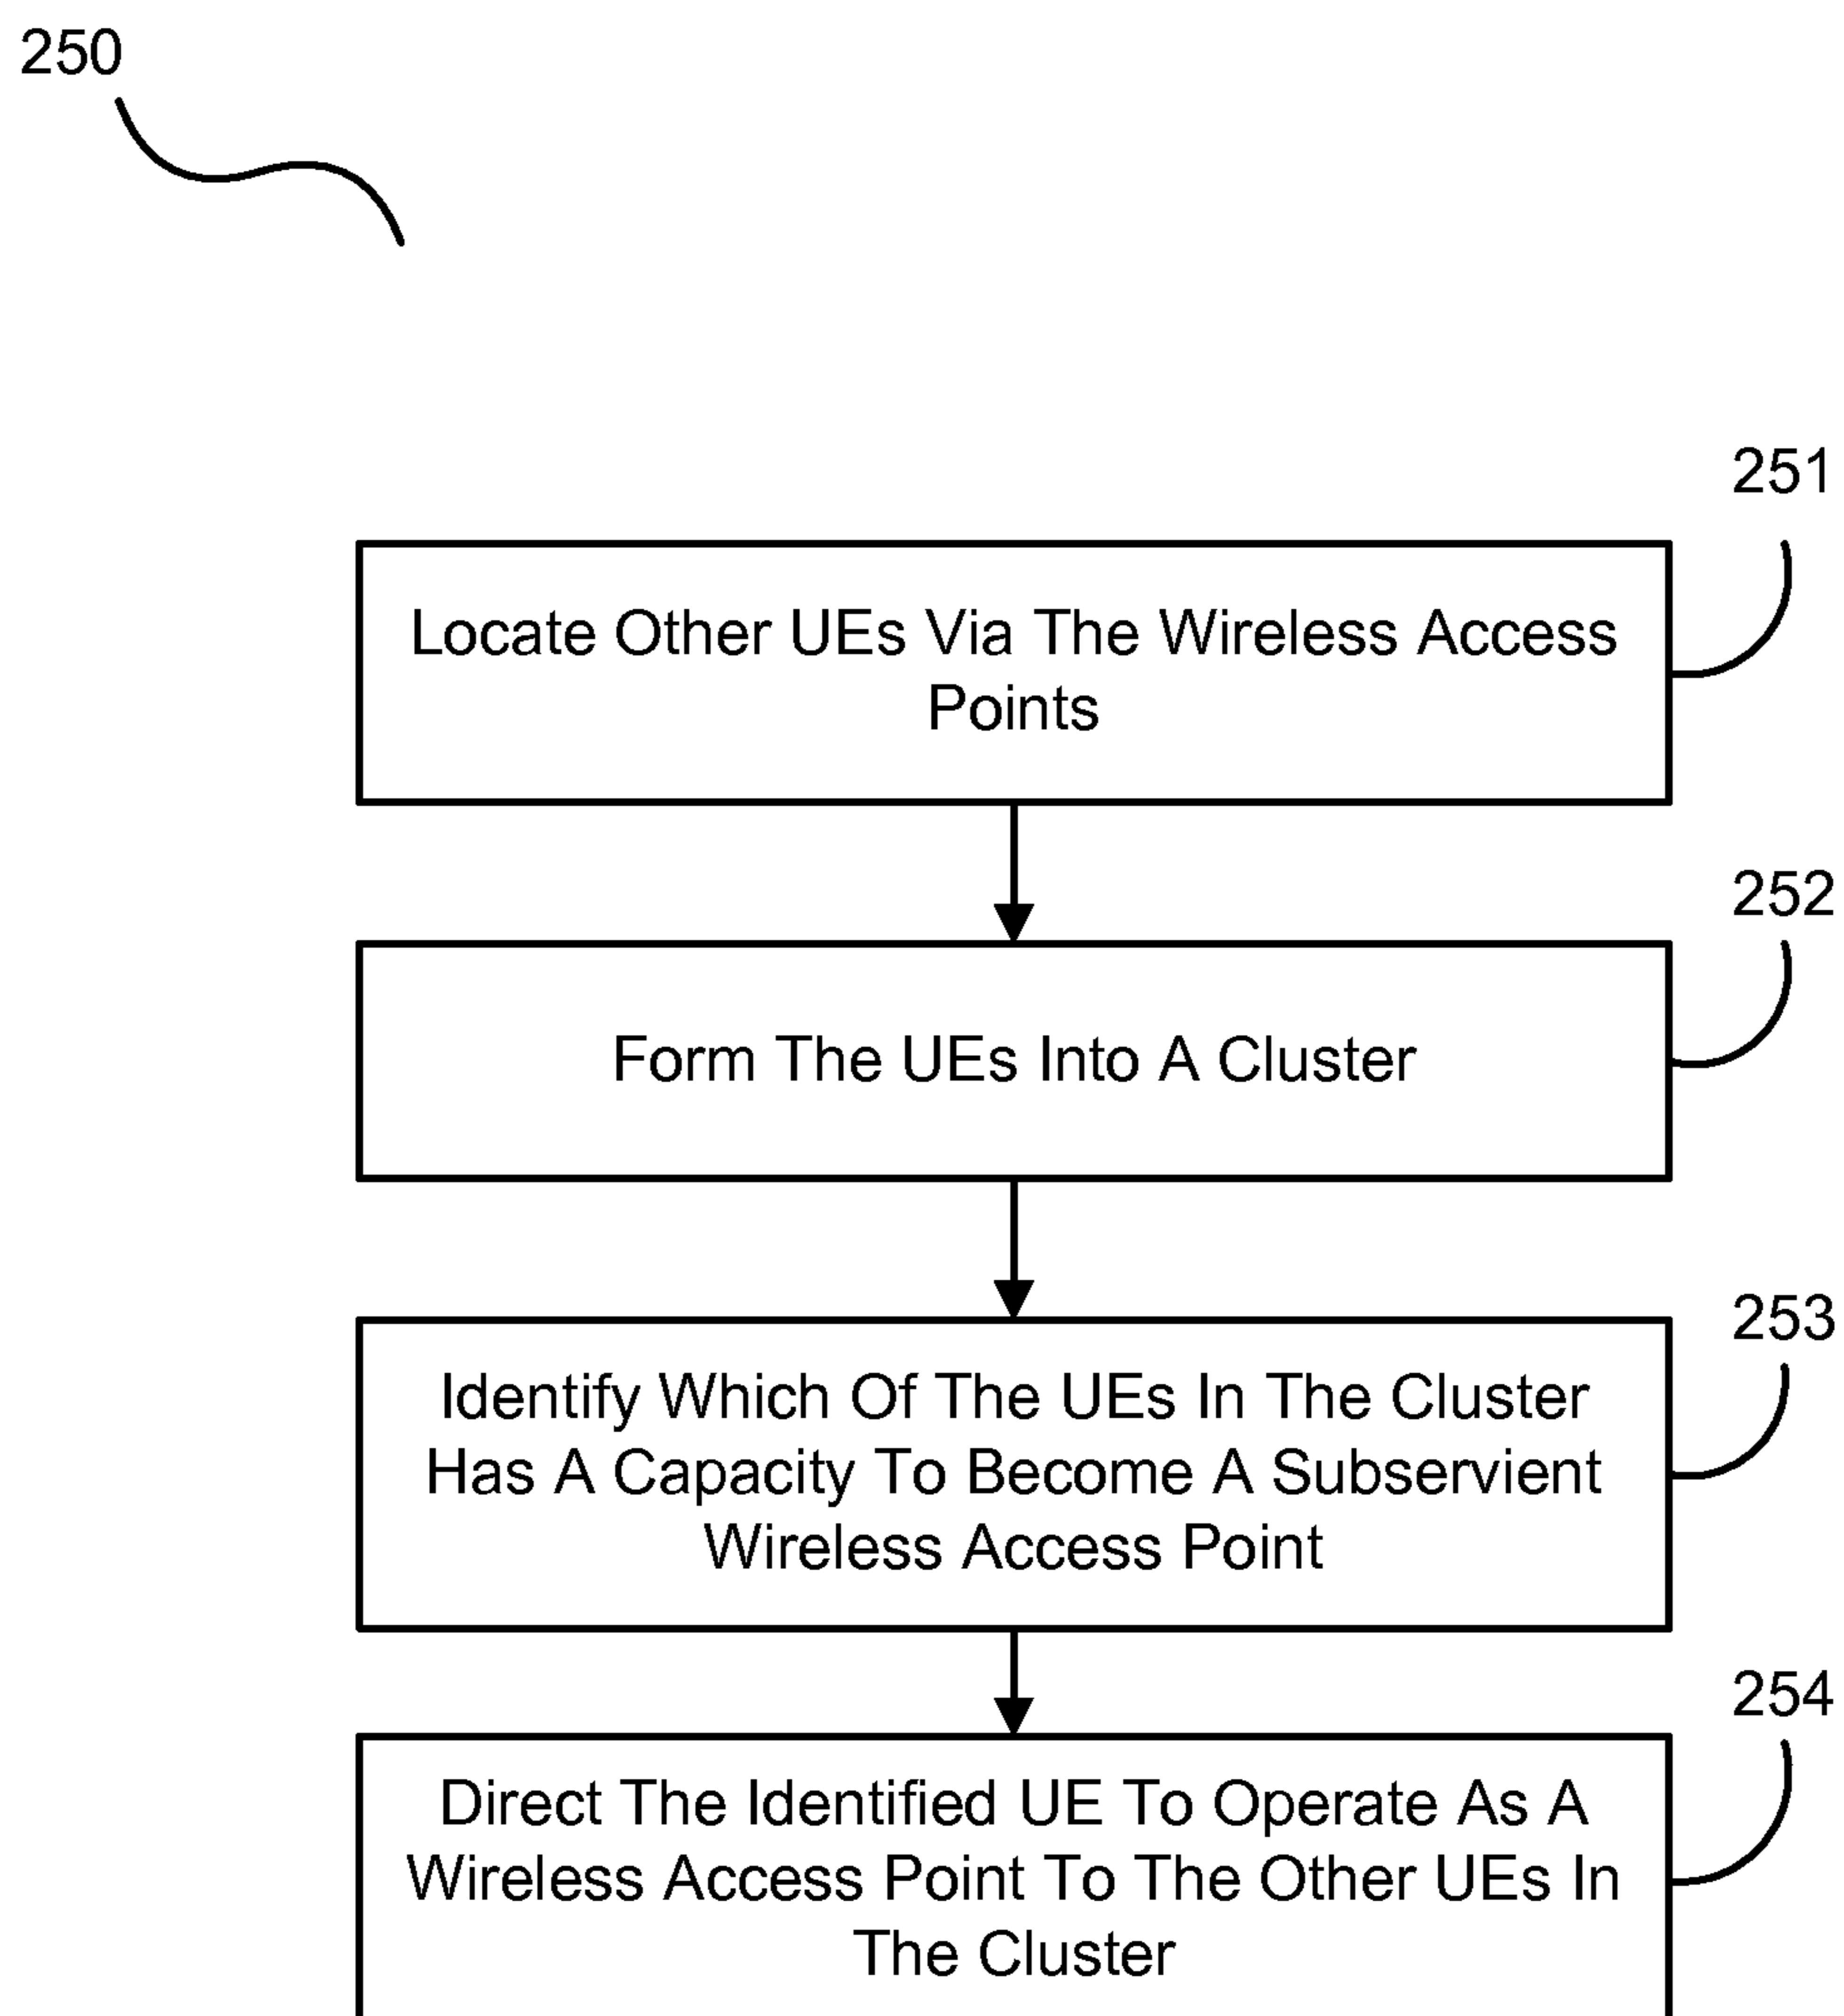 250
251
Locate Other UEs Via The Wireless Access
Points
252
Form The UEs Into A Cluster
253
Identify Which Of The UEs In The Cluster
Has A Capacity To Become A Subservient
Wireless Access Point
254
Direct The Identified UE To Operate As A
Wireless Access Point To The Other UEs In
The Cluster